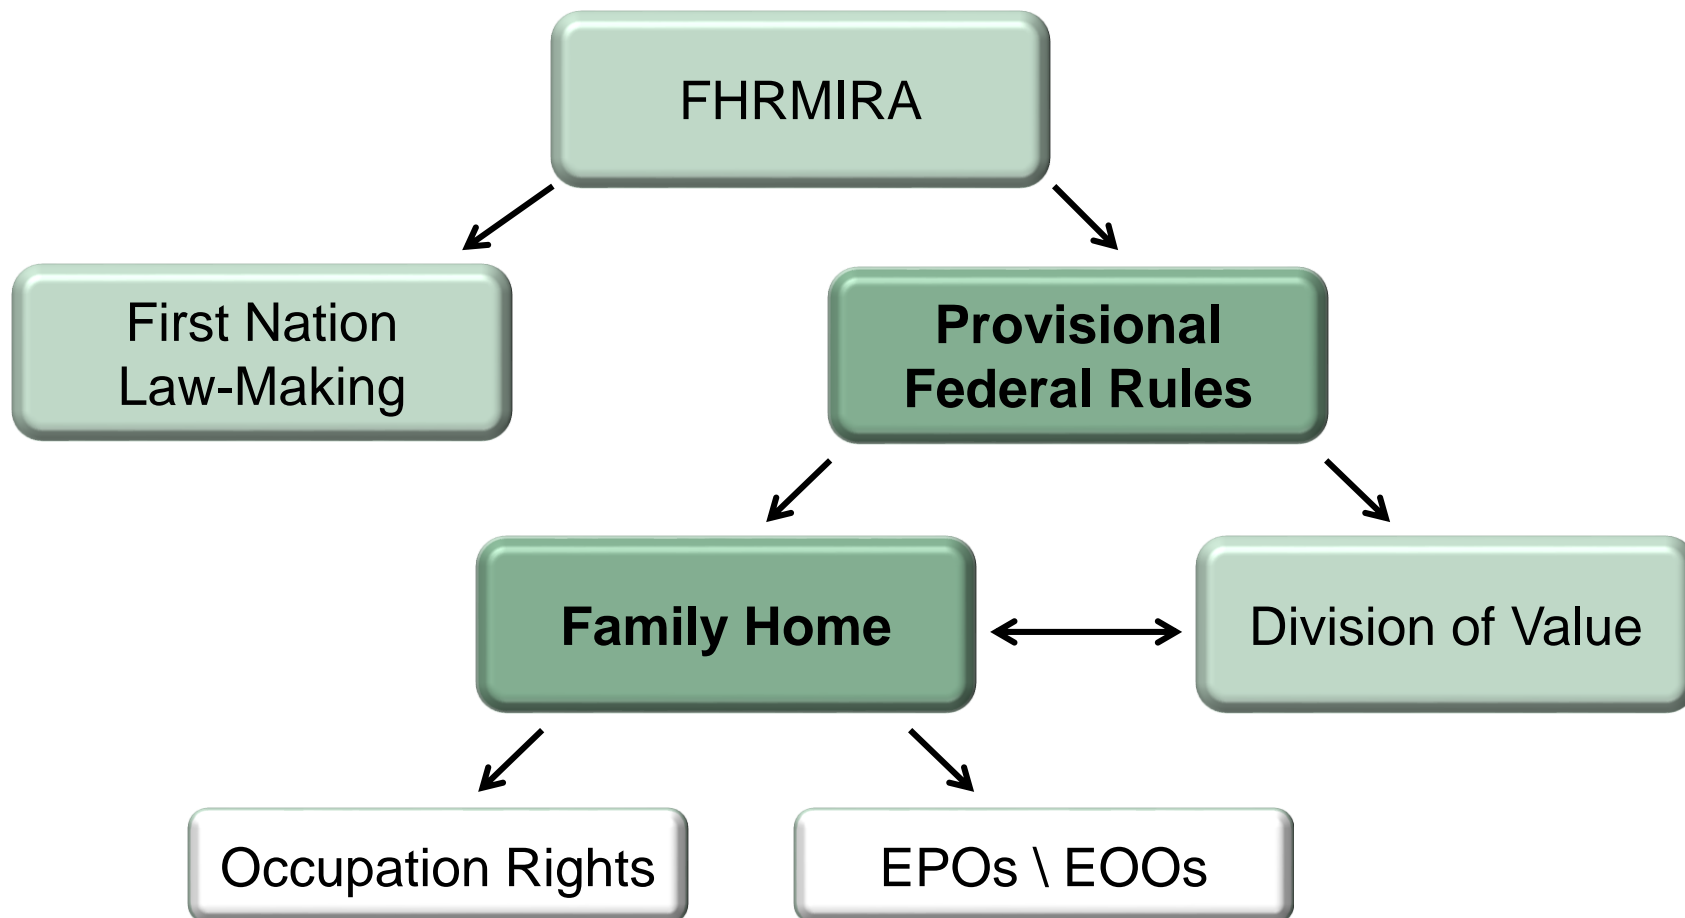 FHRMIRA
First Nation
Law-Making
Provisional
Federal Rules
Family Home
Division of Value
Occupation Rights
EPOs \ EOOs